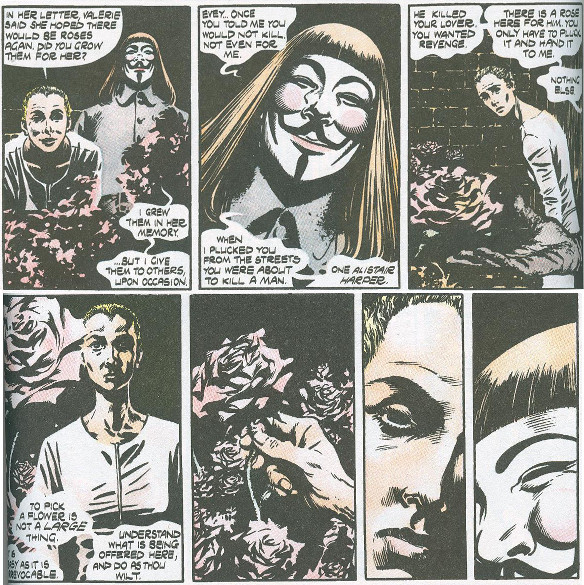 IN HER LETTER, VALERIE
SAID SHE HOPED THERE
WOULD BE ROSES
AGAIN. DID YOU GROW
THEM FOR HER?
I GREW
THEM IN HER
MEMORY.
...BUT I GIVE
THEM TO OTHERS,
UPON OCCASION.
EVEY... ONCE
YOU TOLD ME YOU
WOULD NOT KILL.
NOT EVEN FOR
ME.
WHEN
I PLUCKED YOU
FROM THE STREETS
YOU WERE ABOUT
TO KILL A MAN.
ONE ALISTAIR
HARPER.
HE KILLED
YOUR LOVER.
YOU WANTED
REVENGE.
THERE IS A ROSE
HERE FOR HIM. YOU
ONLY HAVE TO PLUCK
IT AND HAND IT
TO ME.
NOTHING
ELSE
TO PICK
A FLOWER IS
NOT A LARGE
THING.
AS IT IS
IRREVOCABLE.
UNDERSTAND
WHAT IS BEING
OFFERED HERE,
AND DO AS THOU
WILT.